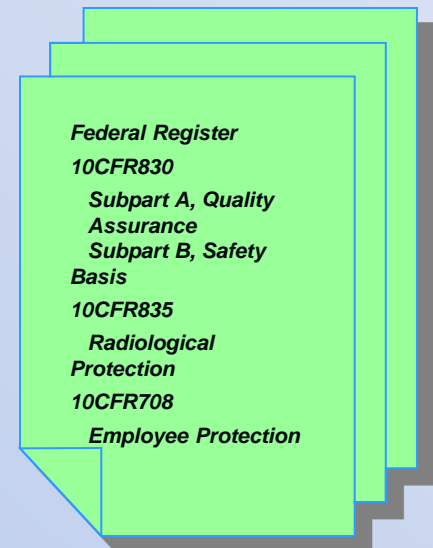 Federal Register
10CFR830
Subpart A, Quality
Assurance
Subpart B, Safety
Basis
10CFR835
Radiological
Protection
10CFR708
Employee Protection